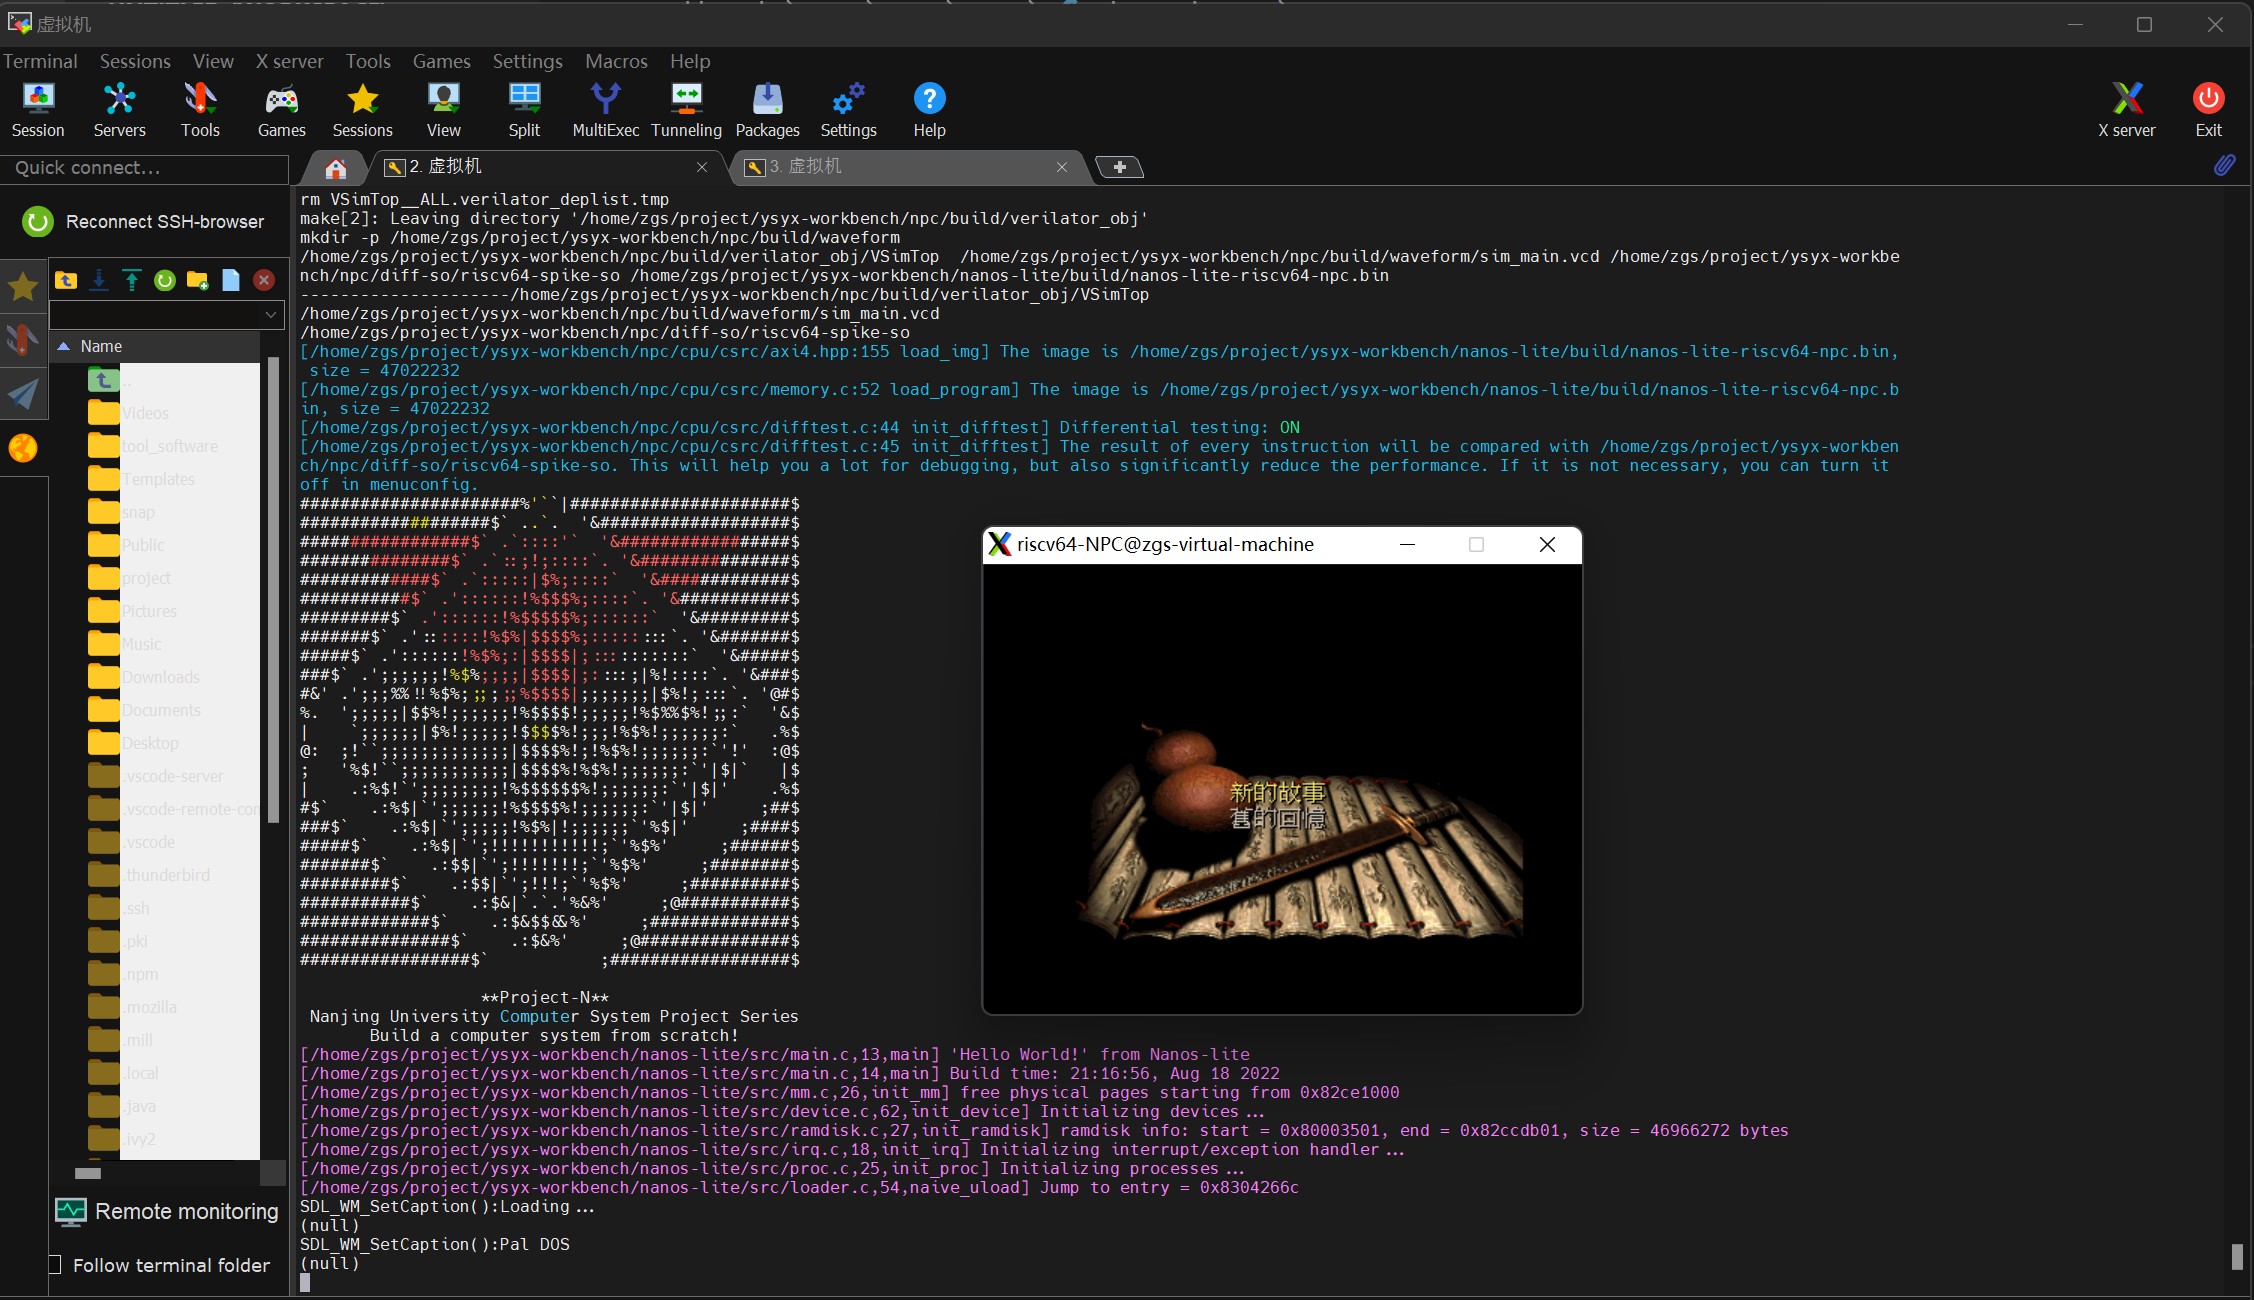 虚拟机
Terminal Sessions View X server Tools Games Settings Macros Help
Session Servers Tools Games Sessions View Split MultiExec Tunneling Packages Settings Help X server Exit
Quick connect...
2. 虚拟机
3. 虚拟机
Reconnect SSH-browser
Name
..
Videos
tool_software
Templates
snap
Public
project
Pictures
Music
Downloads
Documents
Desktop
.vscode-server
.vscode-remote-con
.vscode
.thunderbird
.ssh
.pki
.npm
.mozilla
.mill
.local
.java
.ivy2
Remote monitoring
Follow terminal folder
rm VSimTop__ALL.verilator_deplist.tmp
make[2]: Leaving directory '/home/zgs/project/ysyx-workbench/npc/build/verilator_obj'
mkdir -p /home/zgs/project/ysyx-workbench/npc/build/waveform
/home/zgs/project/ysyx-workbench/npc/build/verilator_obj/VSimTop  /home/zgs/project/ysyx-workbench/npc/build/waveform/sim_main.vcd /home/zgs/project/ysyx-workbe
nch/npc/diff-so/riscv64-spike-so /home/zgs/project/ysyx-workbench/nanos-lite/build/nanos-lite-riscv64-npc.bin
---------------------/home/zgs/project/ysyx-workbench/npc/build/verilator_obj/VSimTop
/home/zgs/project/ysyx-workbench/npc/build/waveform/sim_main.vcd
/home/zgs/project/ysyx-workbench/npc/diff-so/riscv64-spike-so
[/home/zgs/project/ysyx-workbench/npc/cpu/csrc/axi4.hpp:155 load_img] The image is /home/zgs/project/ysyx-workbench/nanos-lite/build/nanos-lite-riscv64-npc.bin,
 size = 47022232
[/home/zgs/project/ysyx-workbench/npc/cpu/csrc/memory.c:52 load_program] The image is /home/zgs/project/ysyx-workbench/nanos-lite/build/nanos-lite-riscv64-npc.b
in, size = 47022232
[/home/zgs/project/ysyx-workbench/npc/cpu/csrc/difftest.c:44 init_difftest] Differential testing: ON
[/home/zgs/project/ysyx-workbench/npc/cpu/csrc/difftest.c:45 init_difftest] The result of every instruction will be compared with /home/zgs/project/ysyx-workben
ch/npc/diff-so/riscv64-spike-so. This will help you a lot for debugging, but also significantly reduce the performance. If it is not necessary, you can turn it
off in menuconfig.
**Project-N**
Nanjing University Computer System Project Series
Build a computer system from scratch!
[/home/zgs/project/ysyx-workbench/nanos-lite/src/main.c,13,main] 'Hello World!' from Nanos-lite
[/home/zgs/project/ysyx-workbench/nanos-lite/src/main.c,14,main] Build time: 21:16:56, Aug 18 2022
[/home/zgs/project/ysyx-workbench/nanos-lite/src/mm.c,26,init_mm] free physical pages starting from 0x82ce1000
[/home/zgs/project/ysyx-workbench/nanos-lite/src/device.c,62,init_device] Initializing devices...
[/home/zgs/project/ysyx-workbench/nanos-lite/src/ramdisk.c,27,init_ramdisk] ramdisk info: start = 0x80003501, end = 0x82ccdb01, size = 46966272 bytes
[/home/zgs/project/ysyx-workbench/nanos-lite/src/irq.c,18,init_irq] Initializing interrupt/exception handler...
[/home/zgs/project/ysyx-workbench/nanos-lite/src/proc.c,25,init_proc] Initializing processes...
[/home/zgs/project/ysyx-workbench/nanos-lite/src/loader.c,54,naive_uload] Jump to entry = 0x8304266c
SDL_WM_SetCaption():Loading...
(null)
SDL_WM_SetCaption():Pal DOS
(null)
riscv64-NPC@zgs-virtual-machine
新的故事
舊的回憶